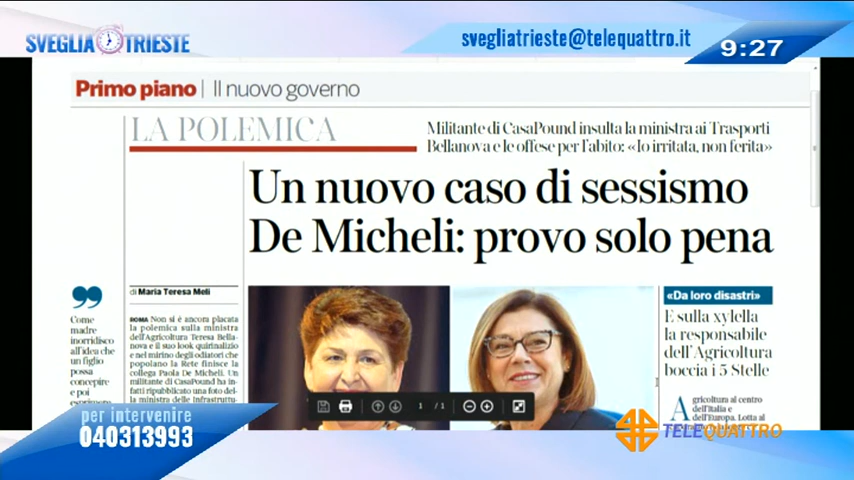 SVEGLIA TRIESTE
svegliatrieste@telequattro.it
9:27
Primo piano | Il nuovo governo
LA POLEMICA
Militante di CasaPound insulta la ministra ai Trasporti
Bellanova e le offese per l'abito: «Io irritata, non ferita»
Un nuovo caso di sessismo
De Micheli: provo solo pena
Come
madre
inorridisco
all'idea che
un figlio
possa
concepire
e poi
esprimere
di Maria Teresa Meli
ROMA Non si è ancora placata
la polemica sulla ministra
dell'Agricoltura Teresa Bella-
nova e il suo look quirinalizio
e nel mirino degli odiatori che
popolano la Rete finisce la
collega Paola De Micheli. Un
militante di CasaPound ha in-
fatti ripubblicato una foto del-
la ministra delle infrastruttu-
«Da loro disastri»
E sulla xylella
la responsabile
dell'Agricoltura
boccia i 5 Stelle
Agricoltura al centro
dell'Italia e
dell'Europa. Lotta al
1 / 1
per intervenire
040313993
TELEQUATTRO